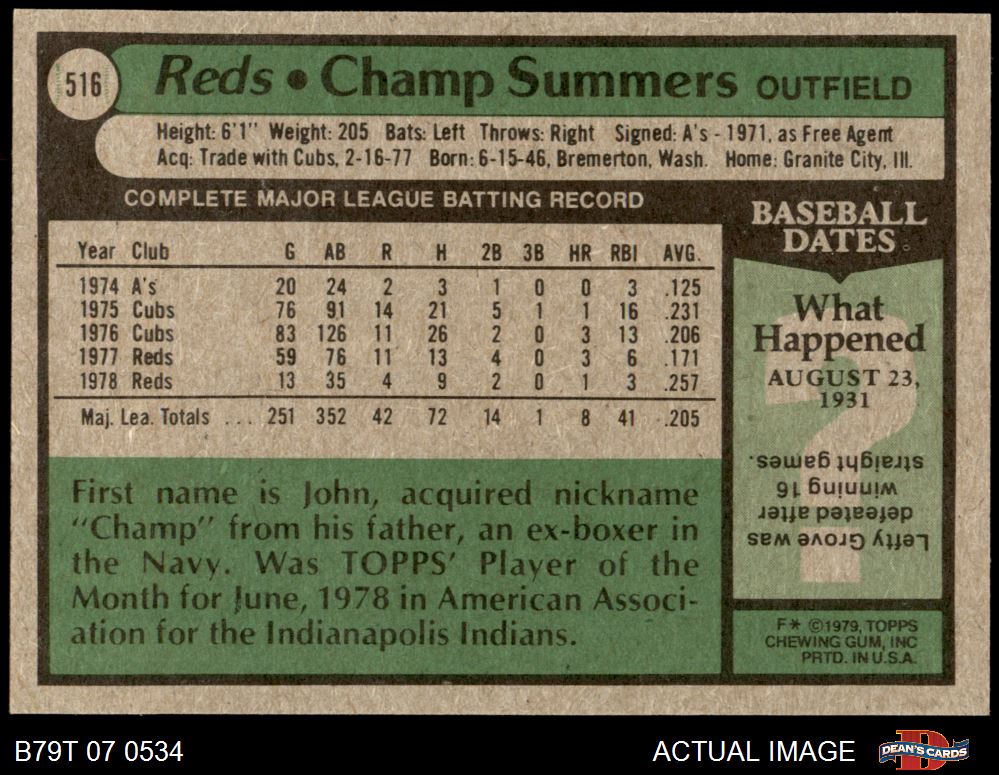 516
Reds • Champ Summers OUTFIELD
Height: 6'1" Weight: 205 Bats: Left Throws: Right Signed: A's - 1971, as Free Agent
Acq: Trade with Cubs, 2-16-77 Born: 6-15-46, Bremerton, Wash. Home: Granite City, Ill.
COMPLETE MAJOR LEAGUE BATTING RECORD
Year Club G AB R H 2B 3B HR RBI AVG.
1974 A's 20 24 2 3 1 0 0 3 .125
1975 Cubs 76 91 14 21 5 1 1 16 .231
1976 Cubs 83 126 11 26 2 0 3 13 .206
1977 Reds 59 76 11 13 4 0 3 6 .171
1978 Reds 13 35 4 9 2 0 1 3 .257
Maj. Lea. Totals ... 251 352 42 72 14 1 8 41 .205
First name is John, acquired nickname
"Champ" from his father, an ex-boxer in
the Navy. Was TOPPS' Player of the
Month for June, 1978 in American Associ-
ation for the Indianapolis Indians.
BASEBALL
DATES
What
Happened
AUGUST 23,
1931
?
Lefty Grove was
defeated after
winning 16
straight games.
F* ©1979, TOPPS
CHEWING GUM, INC
PRTD. IN U.S.A.
B79T 07 0534
ACTUAL IMAGE
D
DEAN'S CARDS